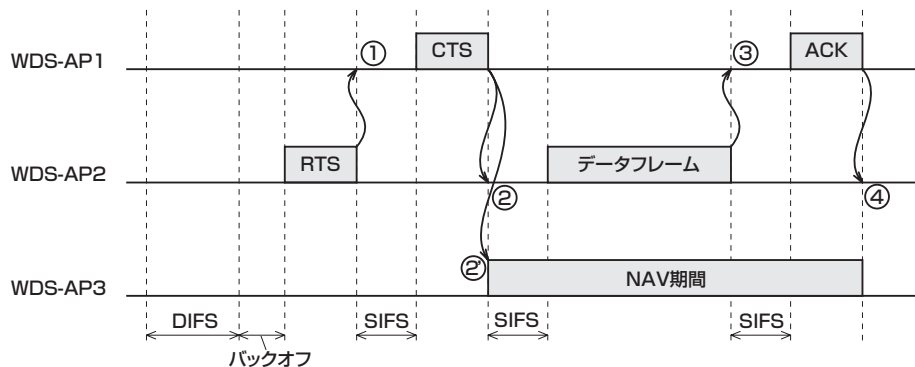 WDS-AP1
①
CTS
③
ACK
WDS-AP2
RTS
②
データフレーム
④
WDS-AP3
②'
NAV期間
DIFS
SIFS
SIFS
SIFS
バックオフ